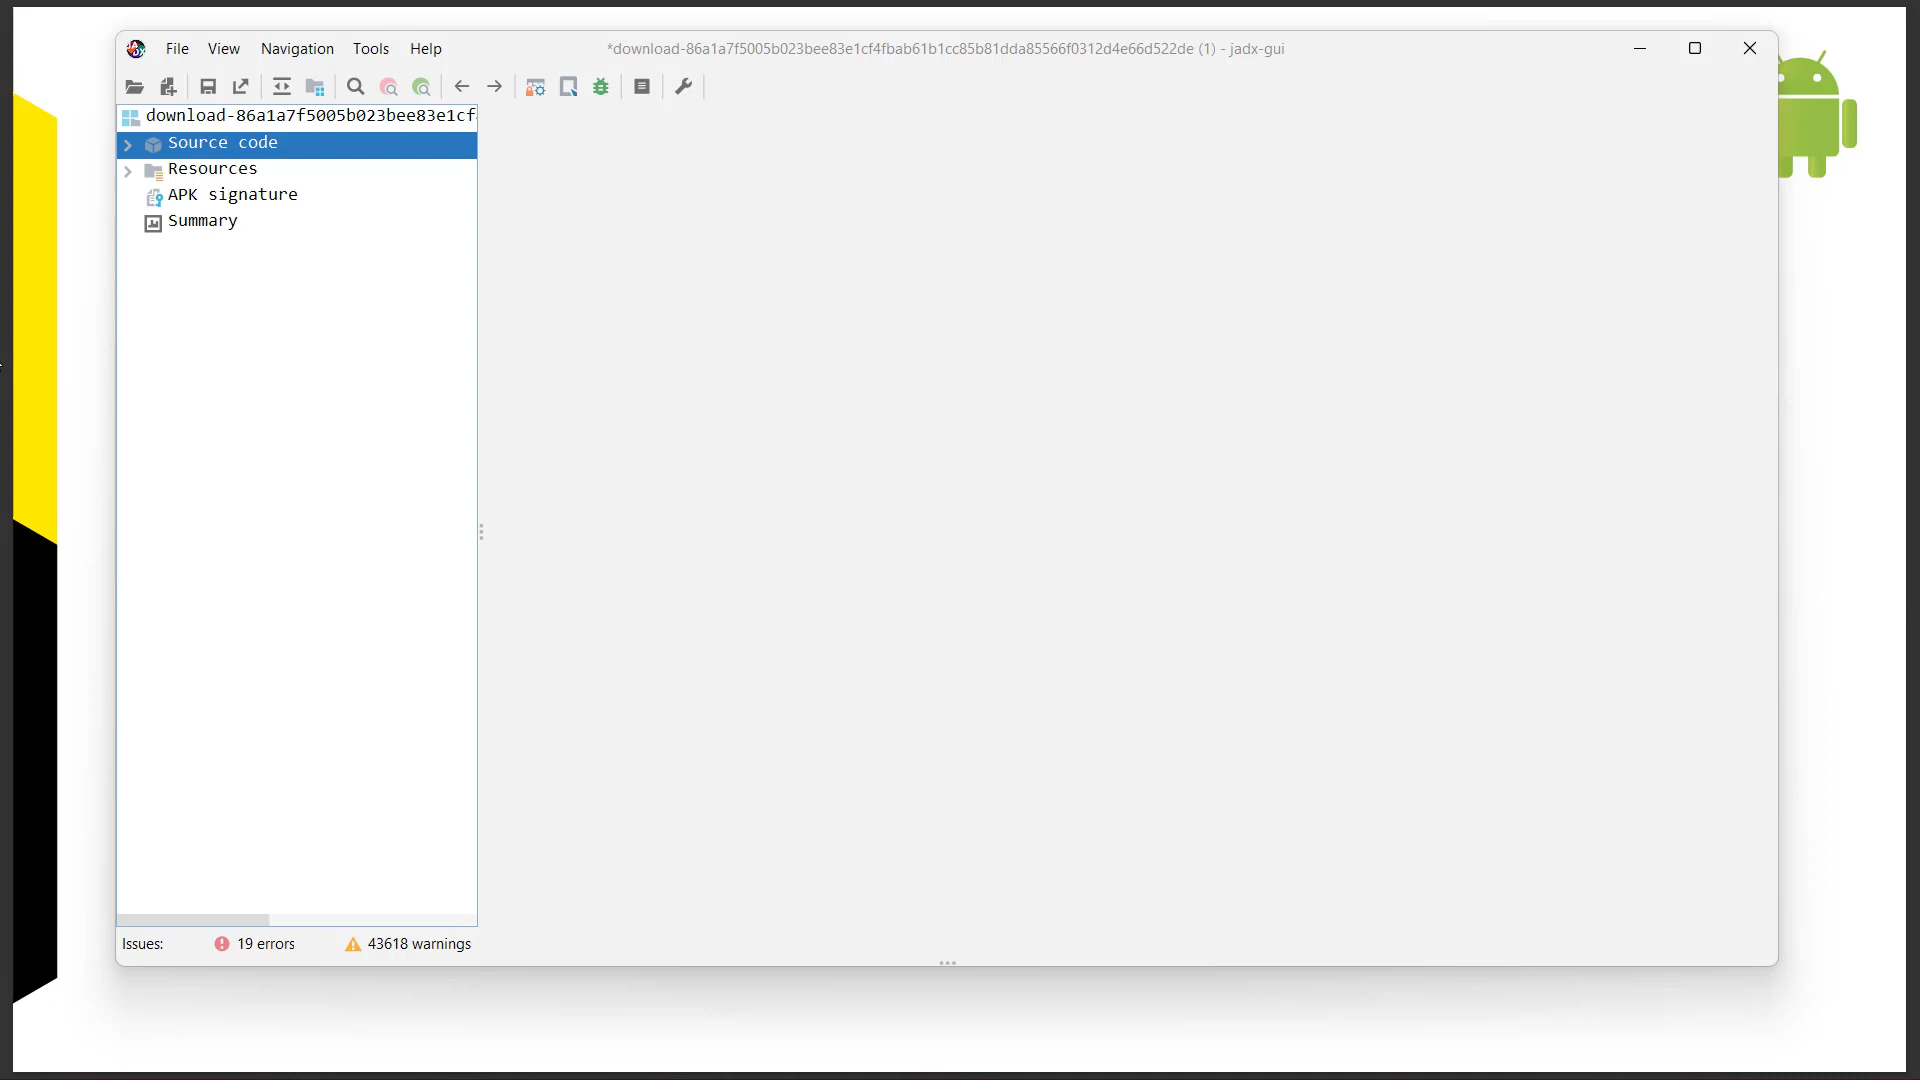 File View Navigation Tools Help
*download-86a1a7f5005b023bee83e1cf4fbab61b1cc85b81dda85566f0312d4e66d522de (1) - jadx-gui
download-86a1a7f5005b023bee83e1cf
Source code
Resources
APK signature
Summary
Issues: 19 errors 43618 warnings